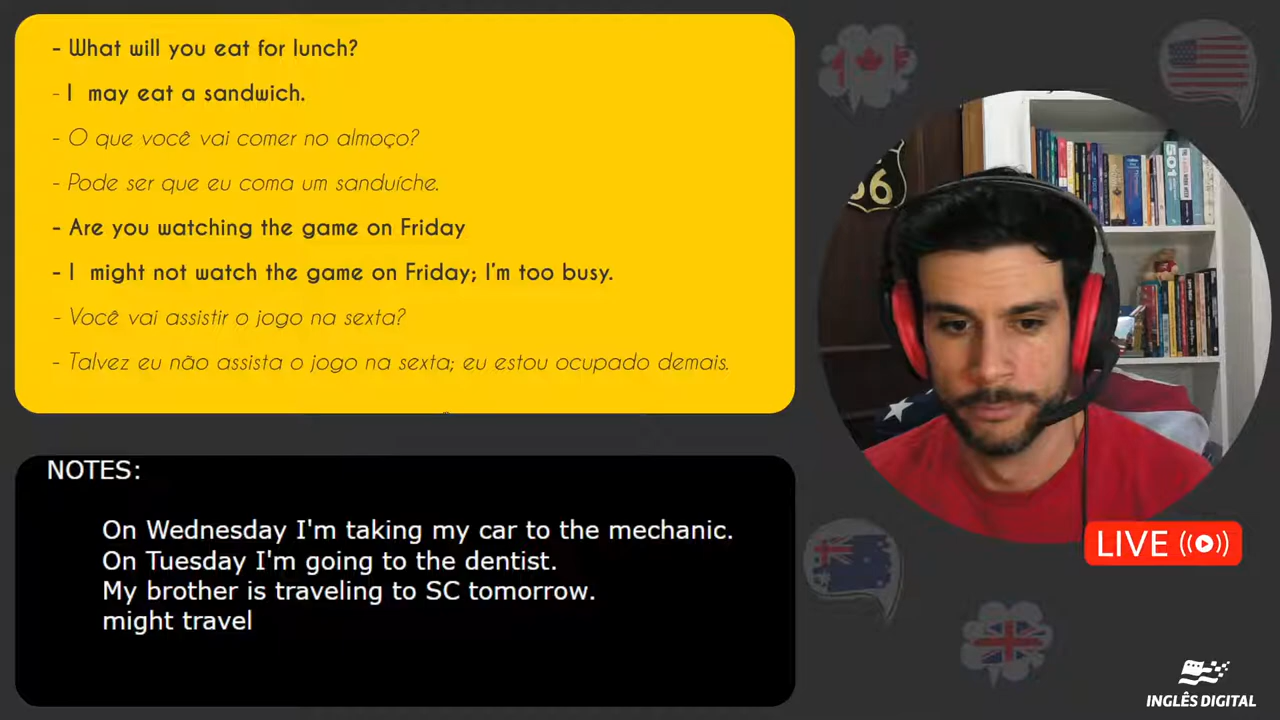 - What will you eat for lunch?
- I may eat a sandwich.
- O que você vai comer no almoço?
- Pode ser que eu coma um sanduíche.
- Are you watching the game on Friday
- I might not watch the game on Friday; I'm too busy.
- Você vai assistir o jogo na sexta?
- Talvez eu não assista o jogo na sexta; eu estou ocupado demais.
NOTES:
On Wednesday I'm taking my car to the mechanic.
On Tuesday I'm going to the dentist.
My brother is traveling to SC tomorrow.
might travel
66
501
LIVE
INGLÊS DIGITAL